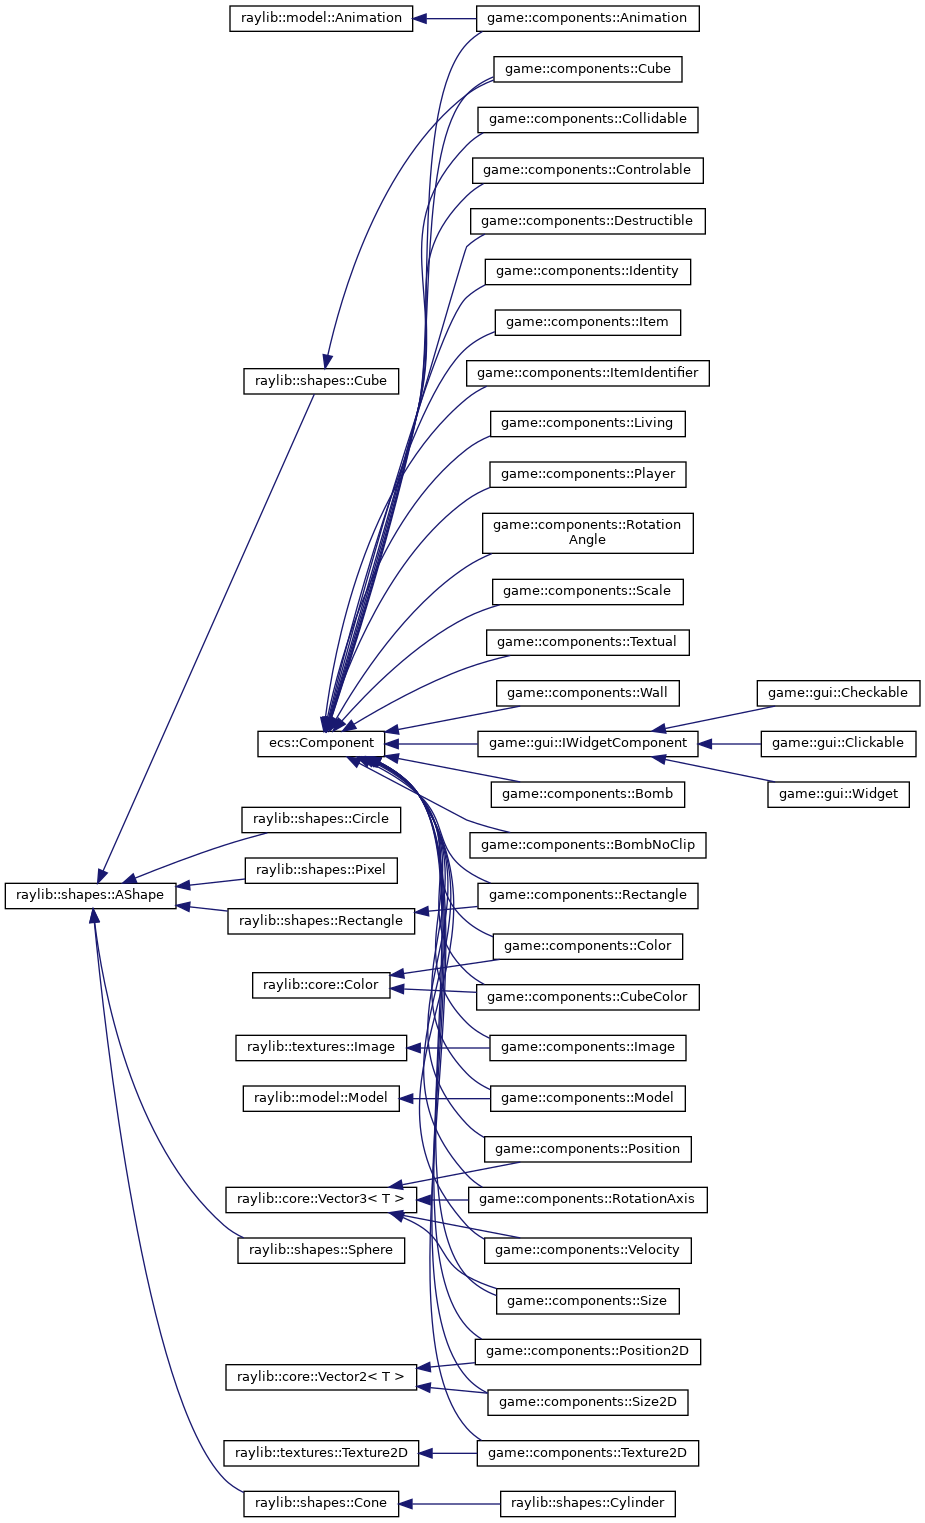 raylib::model::Animation
game::components::Animation
game::components::Cube
game::components::Collidable
game::components::Controlable
game::components::Destructible
game::components::Identity
game::components::Item
game::components::ItemIdentifier
raylib::shapes::Cube
game::components::Living
game::components::Player
game::components::Rotation
Angle
game::components::Scale
game::components::Textual
game::components::Wall
game::gui::Checkable
ecs::Component
game::gui::IWidgetComponent
game::gui::Clickable
game::components::Bomb
game::gui::Widget
raylib::shapes::Circle
game::components::BombNoClip
raylib::shapes::Pixel
raylib::shapes::AShape
game::components::Rectangle
raylib::shapes::Rectangle
game::components::Color
raylib::core::Color
game::components::CubeColor
raylib::textures::Image
game::components::Image
raylib::model::Model
game::components::Model
game::components::Position
raylib::core::Vector3< T >
game::components::RotationAxis
raylib::shapes::Sphere
game::components::Velocity
game::components::Size
game::components::Position2D
raylib::core::Vector2< T >
game::components::Size2D
raylib::textures::Texture2D
game::components::Texture2D
raylib::shapes::Cone
raylib::shapes::Cylinder